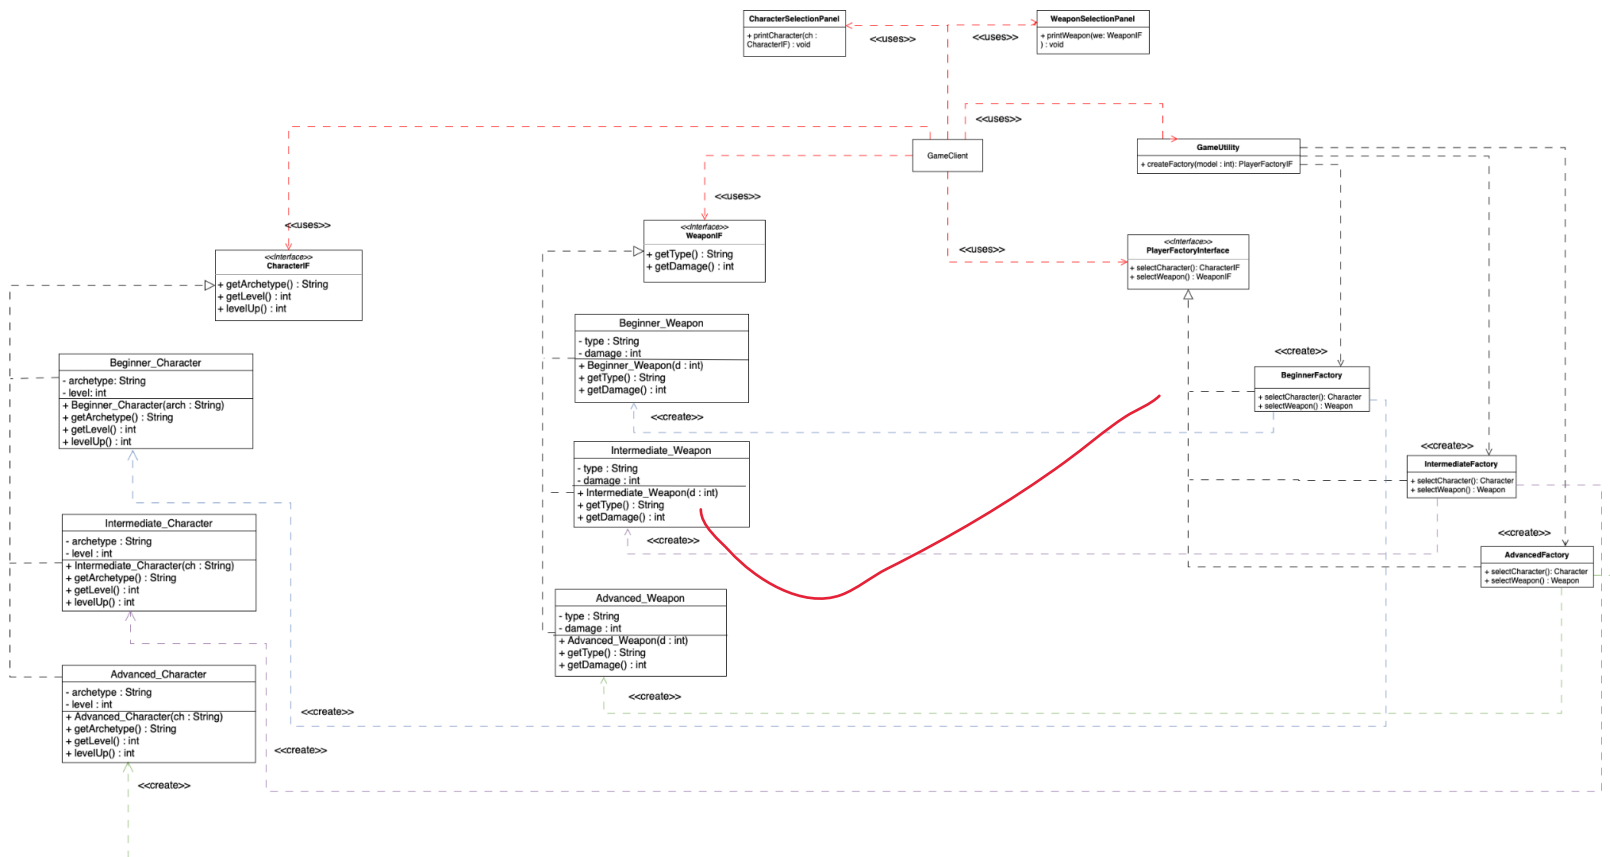 CharacterSelectionPanel
+ printCharacter(ch :
CharacterIF) : void
<<uses>>
<<uses>>
WeaponSelectionPanel
+ printWeapon(we: WeaponIF
) : void
<<uses>>
GameClient
GameUtility
+ createFactory(model : int): PlayerFactoryIF
<<uses>>
<<uses>>
<<uses>>
<<Interface>>
CharacterIF
+ getArchetype() : String
+ getLevel() : int
+ levelUp() : int
<<Interface>>
WeaponIF
+ getType() : String
+ getDamage() : int
<<Interface>>
PlayerFactoryInterface
+ selectCharacter(): CharacterIF
+ selectWeapon() : WeaponIF
Beginner_Character
- archetype: String
- level: int
+ Beginner_Character(arch : String)
+ getArchetype() : String
+ getLevel() : int
+ levelUp() : int
Beginner_Weapon
- type : String
- damage : int
+ Beginner_Weapon(d : int)
+ getType() : String
+ getDamage() : int
<<create>>
<<create>>
BeginnerFactory
+ selectCharacter(): Character
+ selectWeapon() : Weapon
Intermediate_Weapon
- type : String
- damage : int
+ Intermediate_Weapon(d : int)
+ getType() : String
+ getDamage() : int
<<create>>
<<create>>
IntermediateFactory
+ selectCharacter(): Character
+ selectWeapon() : Weapon
Intermediate_Character
- archetype : String
- level : int
+ Intermediate_Character(ch : String)
+ getArchetype() : String
+ getLevel() : int
+ levelUp() : int
<<create>>
AdvancedFactory
+ selectCharacter(): Character
+ selectWeapon() : Weapon
Advanced_Weapon
- type : String
- damage : int
+ Advanced_Weapon(d : int)
+ getType() : String
+ getDamage() : int
<<create>>
Advanced_Character
- archetype : String
- level : int
+ Advanced_Character(ch : String)
+ getArchetype() : String
+ getLevel() : int
+ levelUp() : int
<<create>>
<<create>>
<<create>>